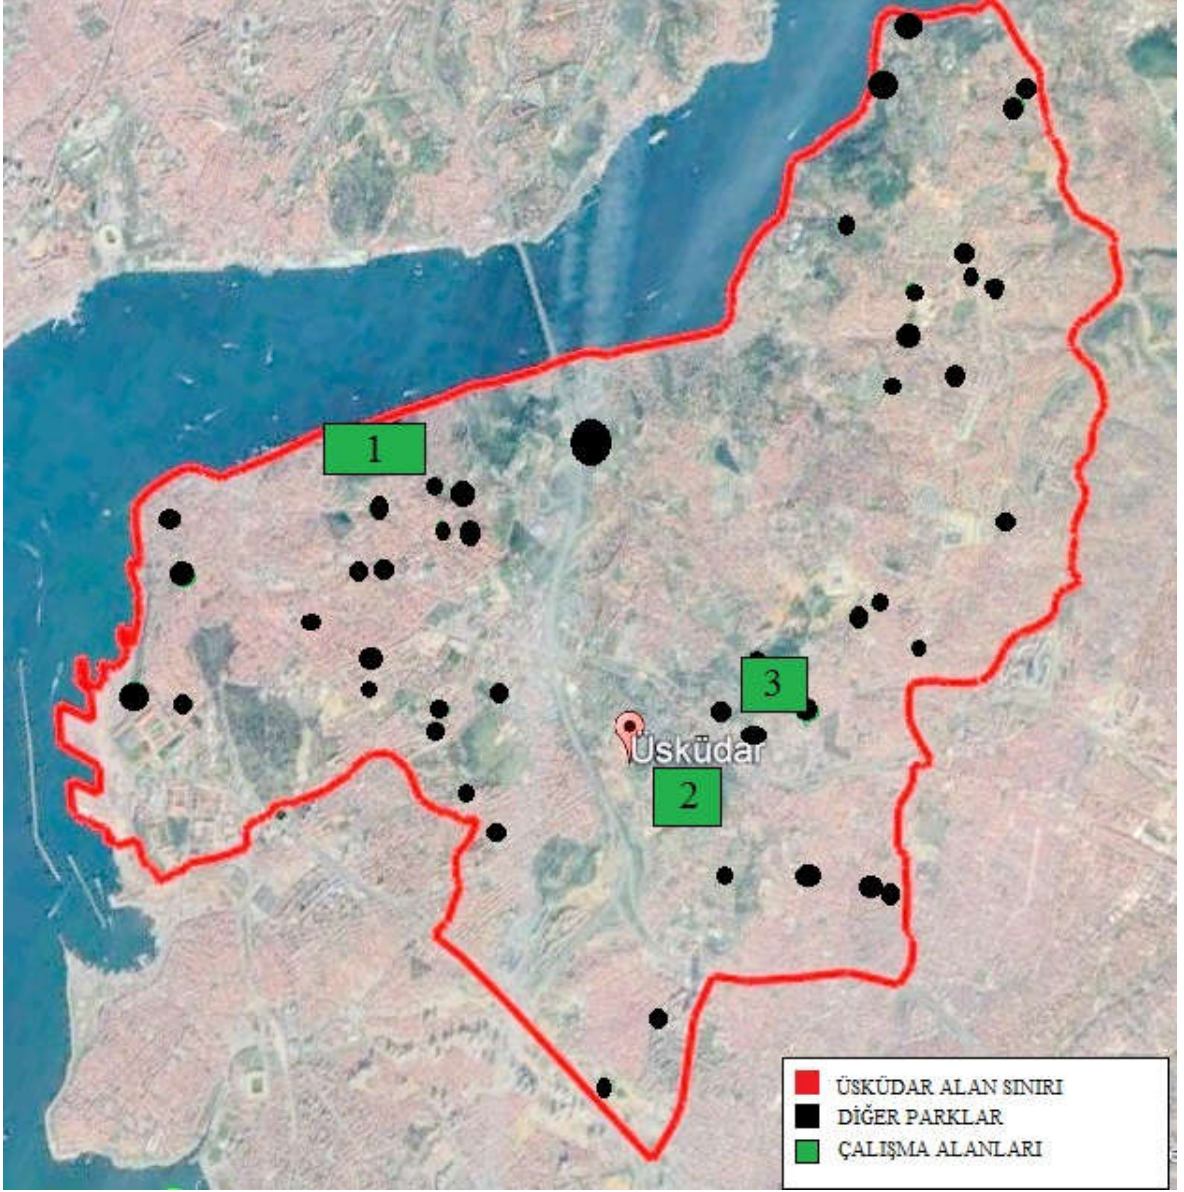 1
3
Üsküdar
2
ÜSKÜDAR ALAN SINIRI
DİĞER PARKLAR
ÇALIŞMA ALANLARI